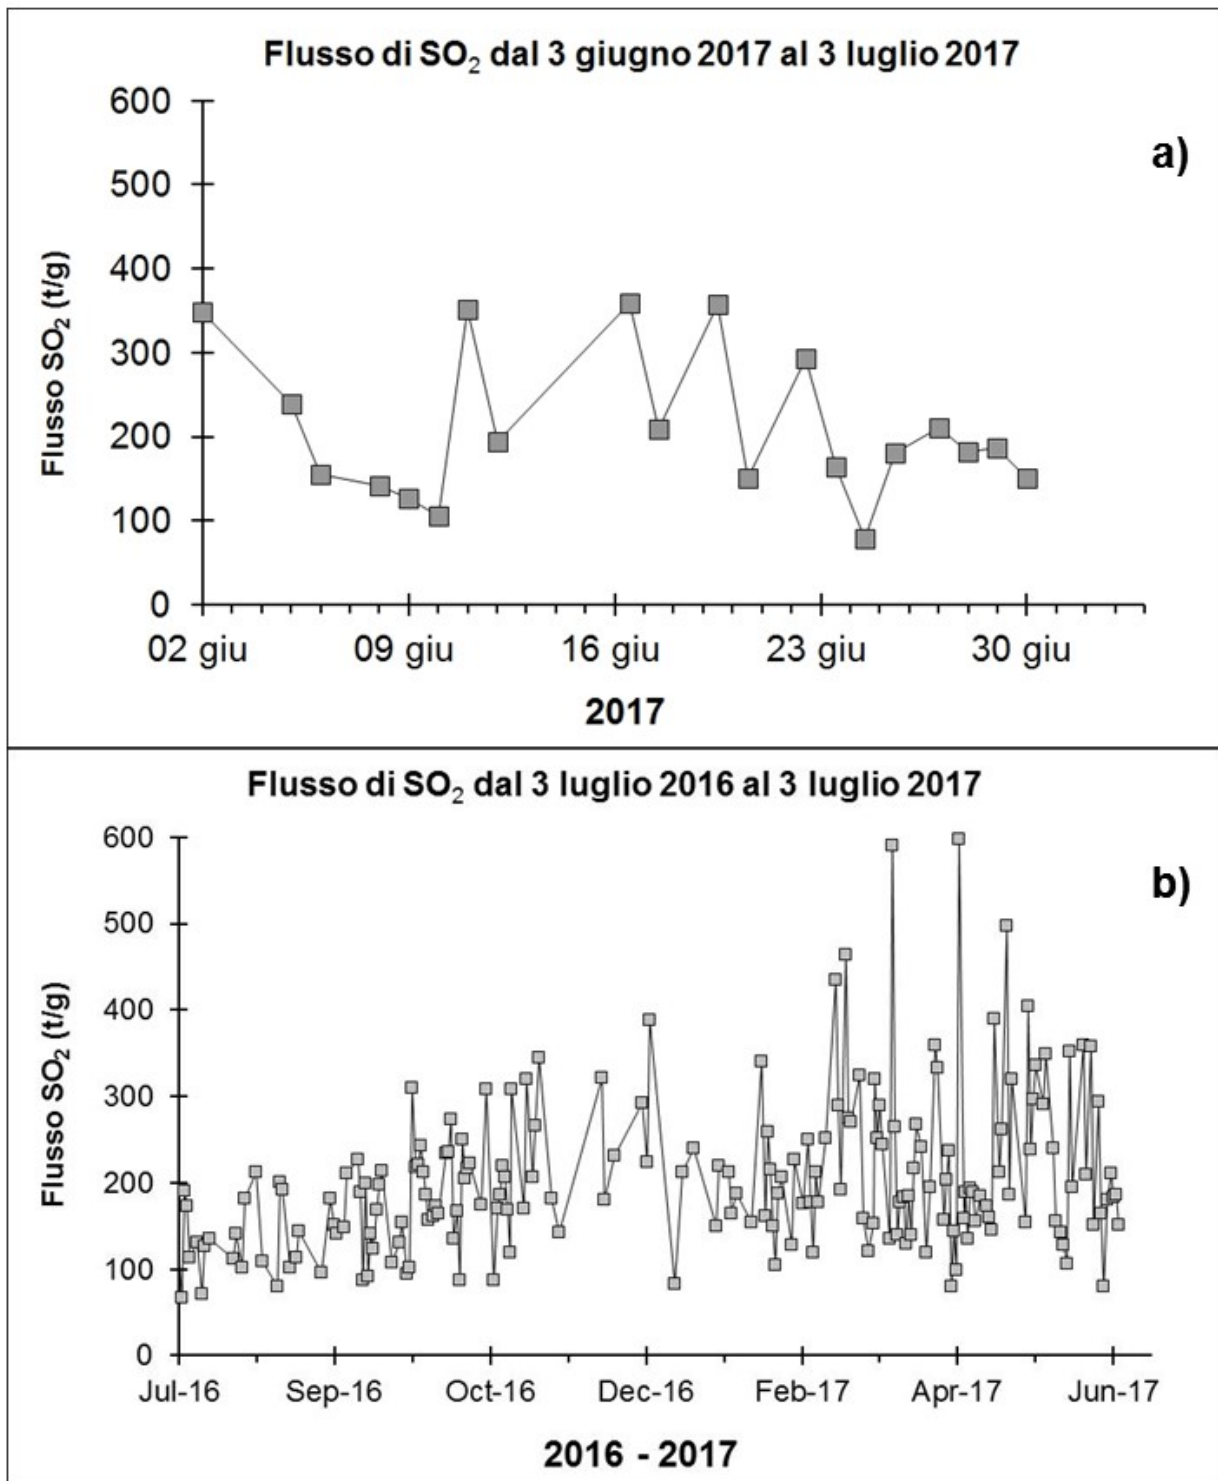 Flusso di SO₂ dal 3 giugno 2017 al 3 luglio 2017
a)
600
500
400
300
200
100
0
Flusso SO₂ (t/g)
02 giu 09 giu 16 giu 23 giu 30 giu
2017
Flusso di SO₂ dal 3 luglio 2016 al 3 luglio 2017
b)
600
500
400
300
200
100
0
Flusso SO₂ (t/g)
Jul-16 Sep-16 Oct-16 Dec-16 Feb-17 Apr-17 Jun-17
2016 - 2017